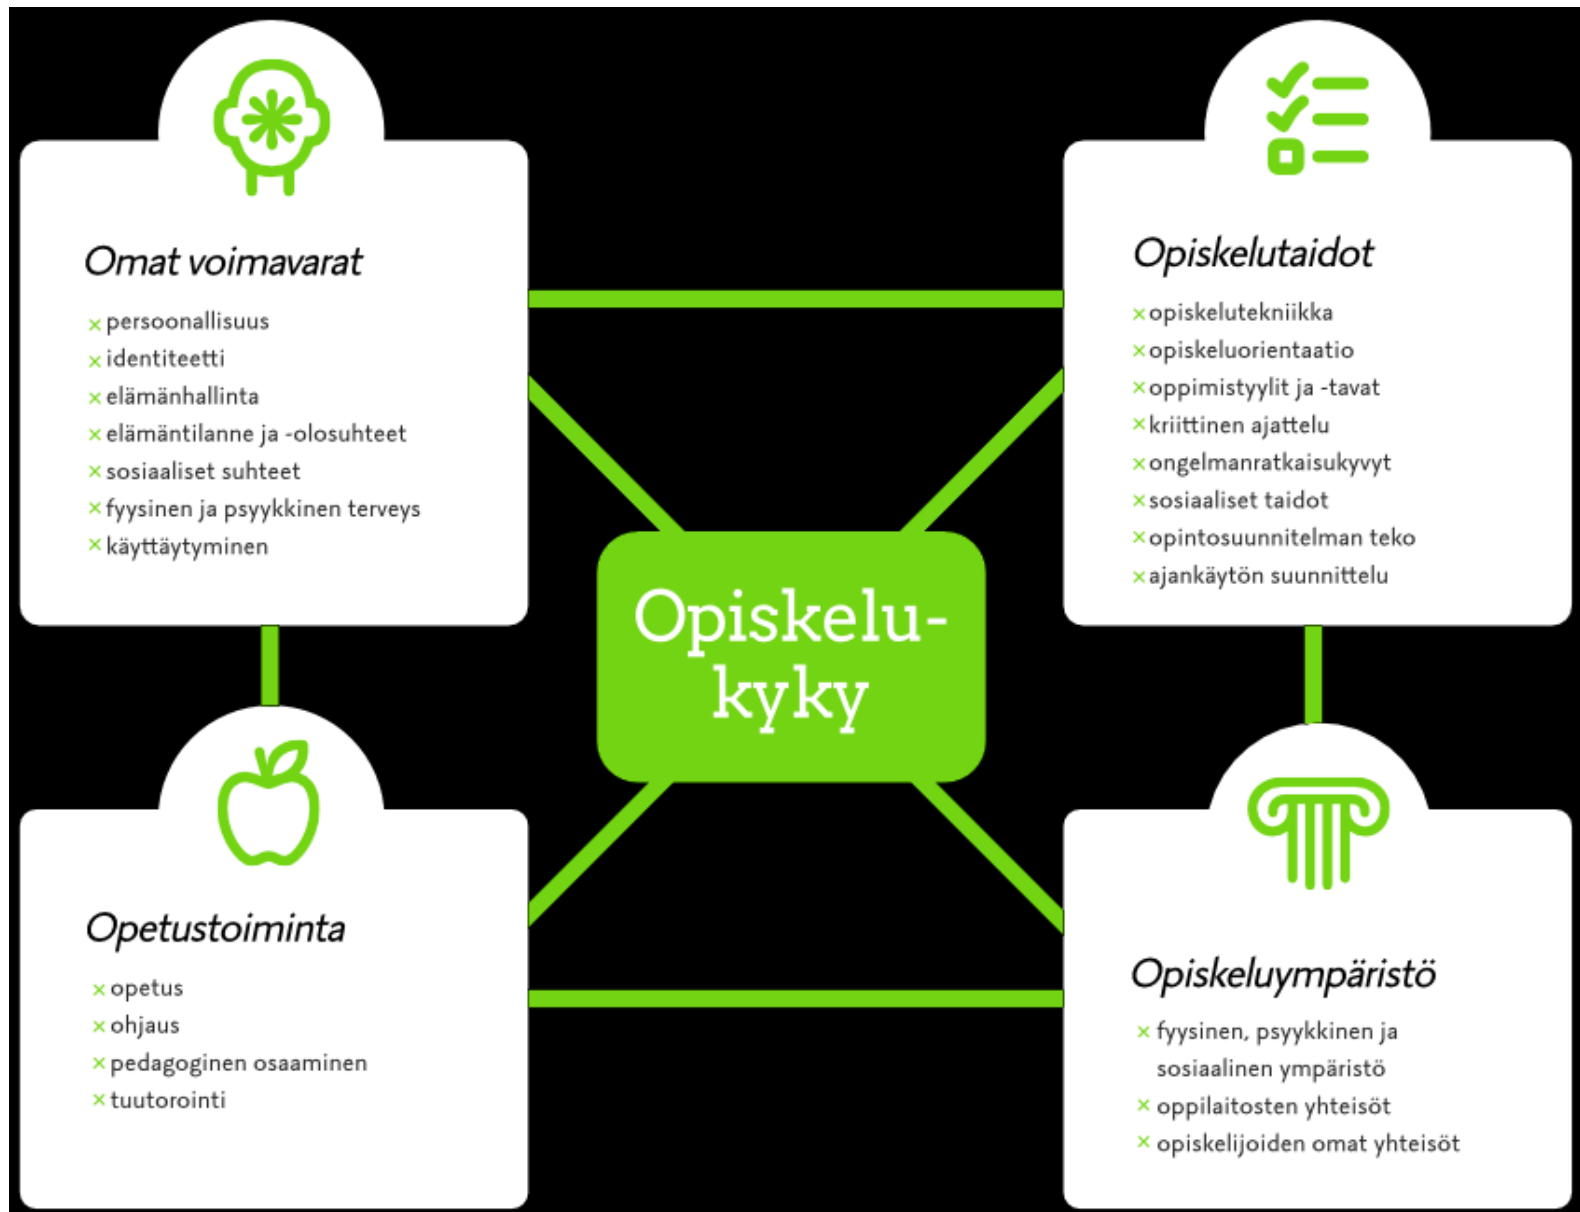 Omat voimavarat
× persoonallisuus
× identiteetti
× elämänhallinta
× elämäntilanne ja -olosuhteet
× sosiaaliset suhteet
× fyysinen ja psyykkinen terveys
× käyttäytyminen
Opiskelutaidot
× opiskelutekniikka
× opiskeluorientaatio
× oppimistyylit ja -tavat
× kriittinen ajattelu
× ongelmanratkaisukyvyt
× sosiaaliset taidot
× opintosuunnitelman teko
× ajankäytön suunnittelu
Opiskelu-
kyky
Opetustoiminta
× opetus
× ohjaus
× pedagoginen osaaminen
× tuutorointi
Opiskeluympäristö
× fyysinen, psyykkinen ja
sosiaalinen ympäristö
× oppilaitosten yhteisöt
× opiskelijoiden omat yhteisöt